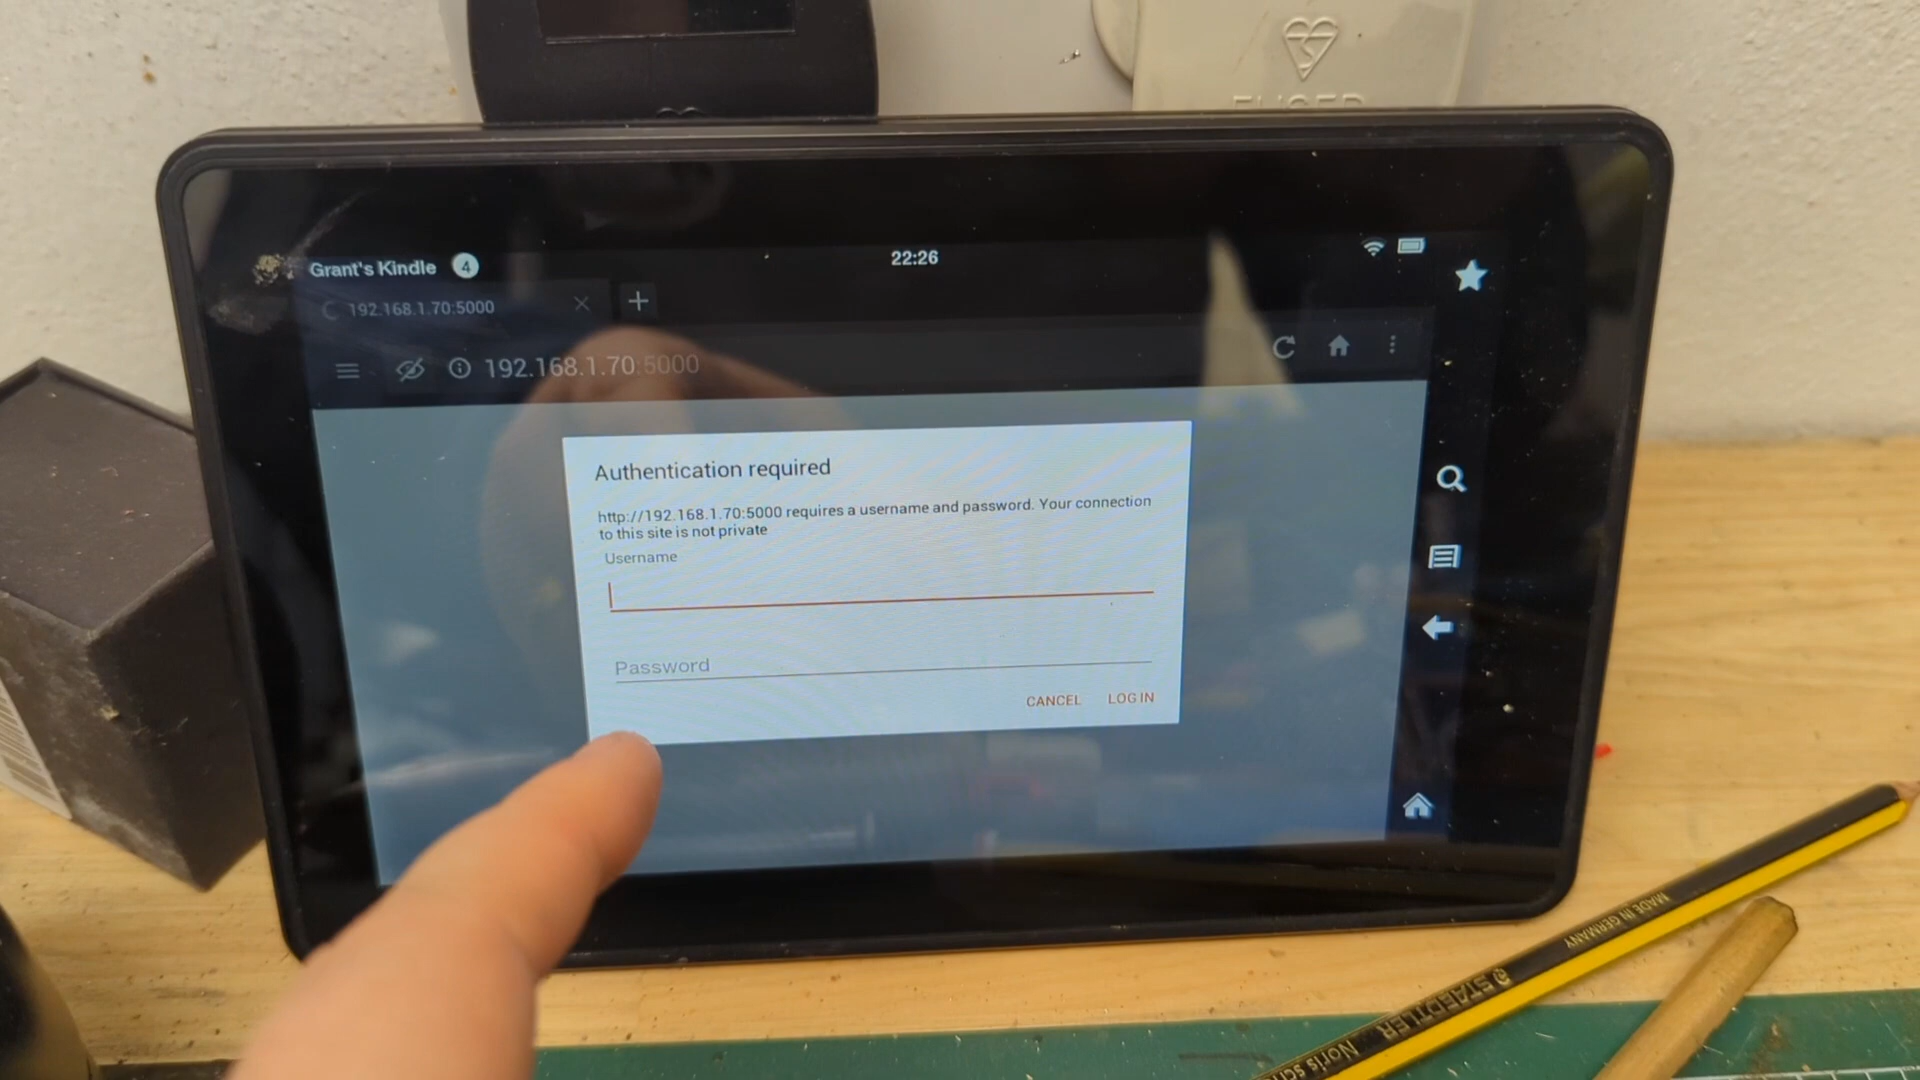 Grant's Kindle 4
22:26
192.168.1.70:5000
192.168.1.70:5000
Authentication required
http://192.168.1.70:5000 requires a username and password. Your connection
to this site is not private
Username
Password
CANCEL LOG IN
MADE IN GERMANY
STAEDTLER
Noris